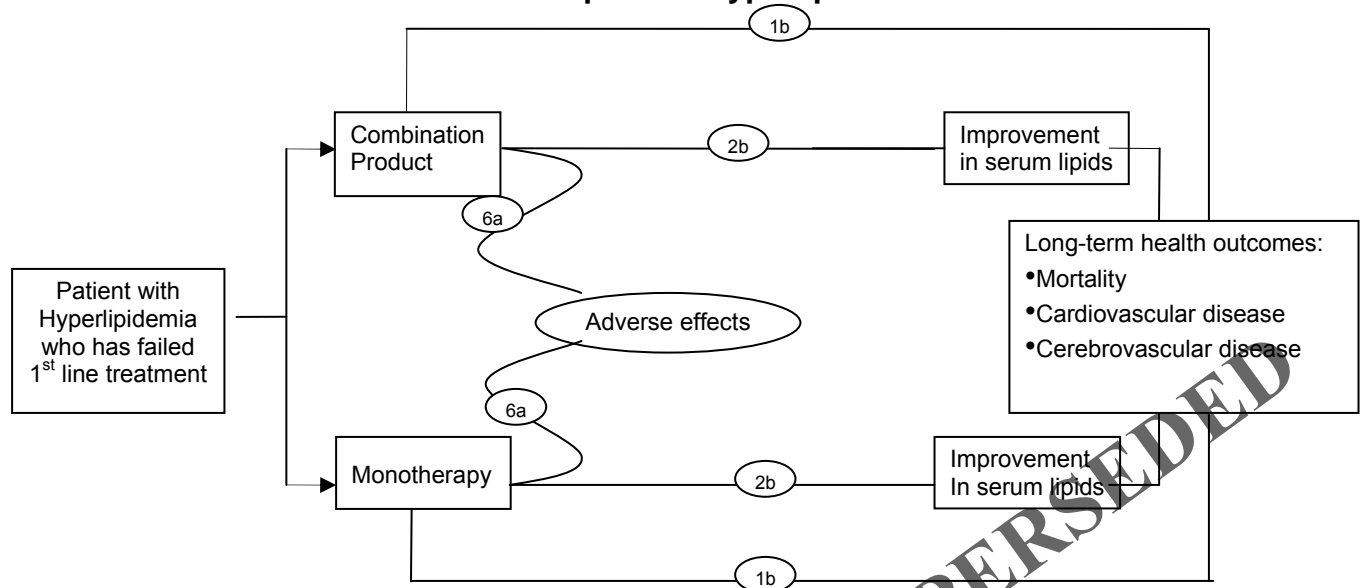 1b
Combination
Product
2b
Improvement
in serum lipids
6a
Long-term health outcomes:
•Mortality
•Cardiovascular disease
•Cerebrovascular disease
Patient with
Hyperlipidemia
who has failed
1st line treatment
Adverse effects
6a
Monotherapy
2b
Improvement
In serum lipids
1b